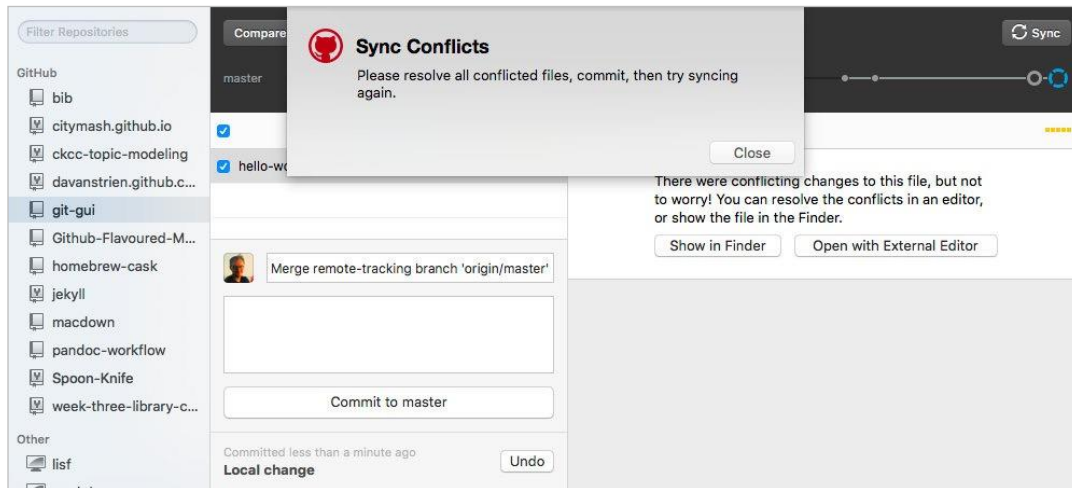 Filter Repositories
GitHub
bib
citymash.github.io
ckcc-topic-modeling
davanstrien.github.c...
git-gui
Github-Flavoured-M...
homebrew-cask
jekyll
macdown
pandoc-workflow
Spoon-Knife
week-three-library-c...
Other
lisf
Compare
master
Sync
Sync Conflicts
Please resolve all conflicted files, commit, then try syncing
again.
Close
There were conflicting changes to this file, but not
to worry! You can resolve the conflicts in an editor,
or show the file in the Finder.
Show in Finder
Open with External Editor
Merge remote-tracking branch 'origin/master'
Commit to master
Committed less than a minute ago
Local change
Undo